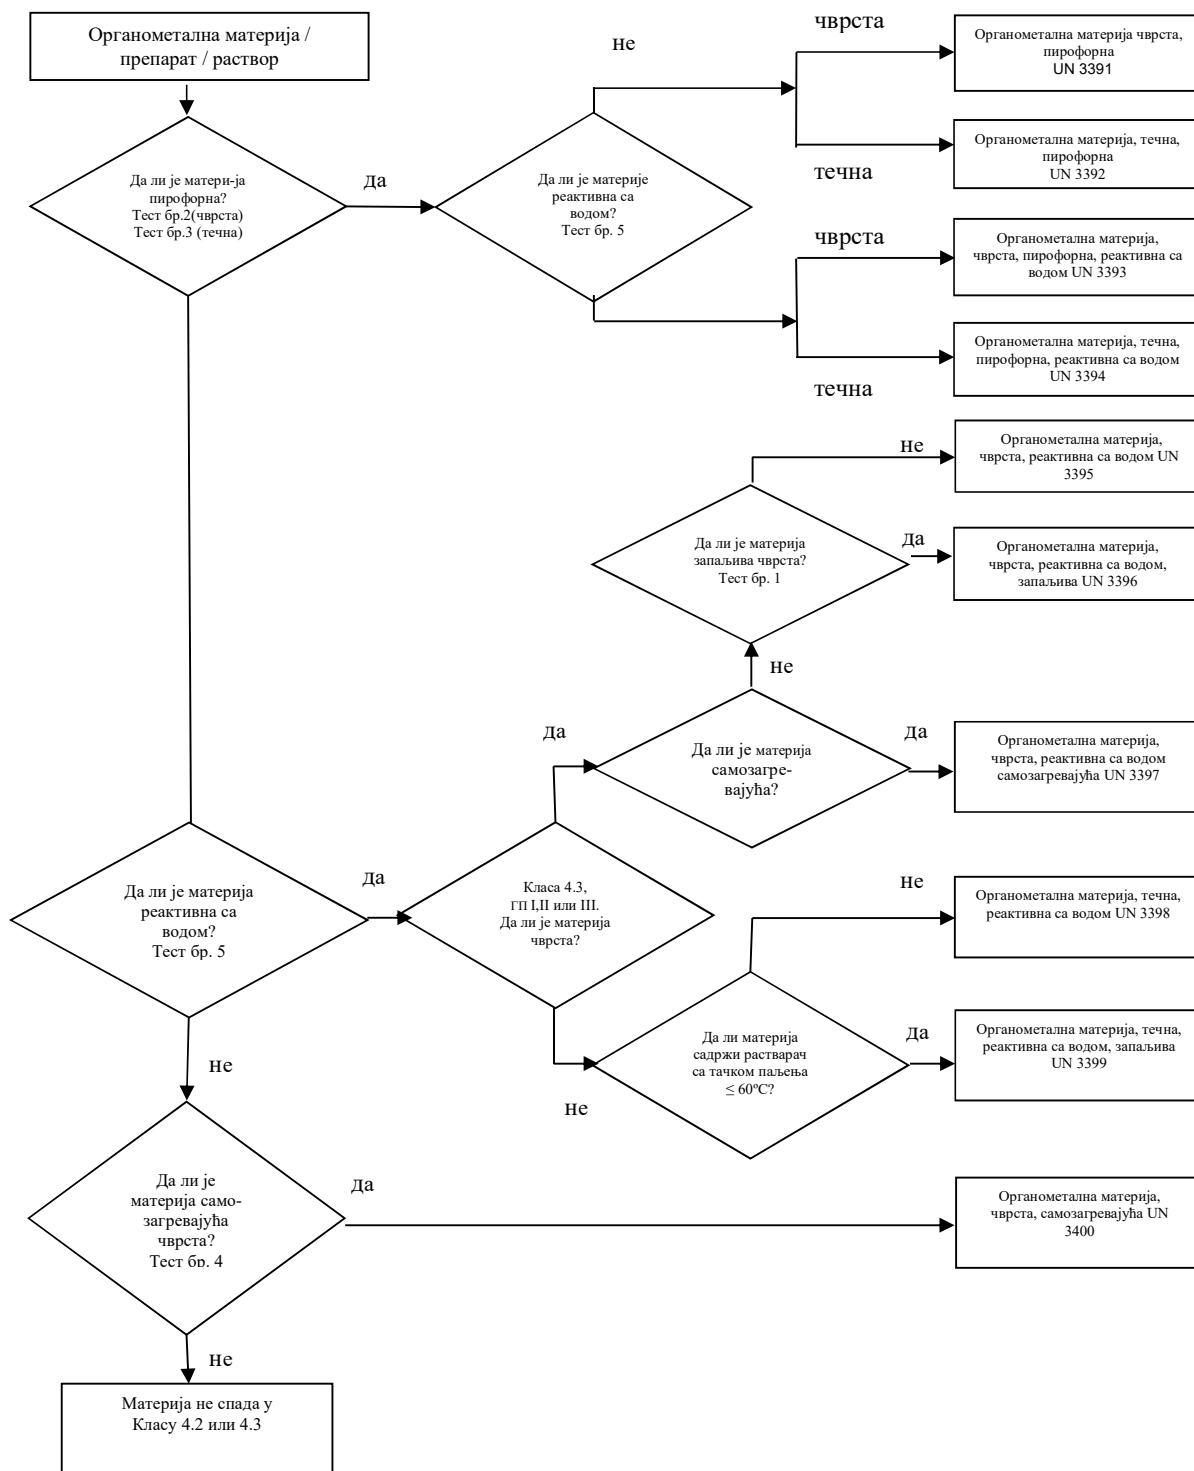 Органометална материја /
препарат / раствор
не
чврста
Органометална материја чврста,
пирофорна
UN 3391
Да ли је матери-ја
пирофорна?
Тест бр.2(чврста)
Тест бр.3 (течна)
да
Да ли је материје
реактивна са
водом?
Тест бр. 5
течна
Органометална материја, течна,
пирофорна
UN 3392
чврста
Органометална материја,
чврста, пирофорна, реактивна са
водом UN 3393
течна
Органометална материја, течна,
пирофорна, реактивна са водом
UN 3394
не
Органометална материја,
чврста, реактивна са водом UN
3395
Да ли је материја
запаљива чврста?
Тест бр. 1
да
Органометална материја,
чврста, реактивна са водом,
запаљива UN 3396
не
да
Да ли је материја
самозагре-
вајућа?
да
Органометална материја,
чврста, реактивна са водом
самозагревајућа UN 3397
Да ли је материја
реактивна са
водом?
Тест бр. 5
да
Класа 4.3,
ГП I,II или III.
Да ли је материја
чврста?
не
Органометална материја, течна,
реактивна са водом UN 3398
не
Да ли материја
садржи растварач
са тачком паљења
≤ 60ºC?
да
Органометална материја, течна,
реактивна са водом, запаљива
UN 3399
не
Да ли је
материја само-
загревајућа
чврста?
Тест бр. 4
да
Органометална материја,
чврста, самозагревајућа UN
3400
не
Материја не спада у
Класу 4.2 или 4.3